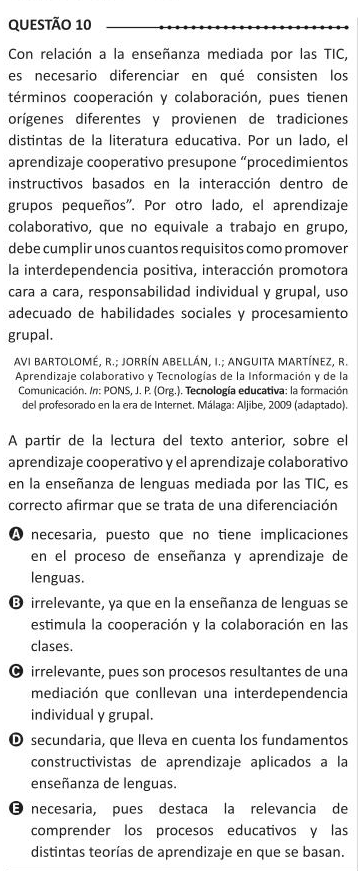 QUESTÃO 10
Con relación a la enseñanza mediada por las TIC,
es necesario diferenciar en qué consisten los
términos cooperación y colaboración, pues tienen
orígenes diferentes y provienen de tradiciones
distintas de la literatura educativa. Por un lado, el
aprendizaje cooperativo presupone “procedimientos
instructivos basados en la interacción dentro de
grupos pequeños”. Por otro lado, el aprendizaje
colaborativo, que no equivale a trabajo en grupo,
debe cumplir unos cuantos requisitos como promover
la interdependencia positiva, interacción promotora
cara a cara, responsabilidad individual y grupal, uso
adecuado de habilidades sociales y procesamiento
grupal.
AVI BARTOLOMÉ, R.; JORRÍN ABELLÁN, I.; ANGUITA MARTÍNEZ, R.
Aprendizaje colaborativo y Tecnologías de la Información y de la
Comunicación. In: PONS, J. P. (Org.). Tecnología educativa: la formación
del profesorado en la era de Internet. Málaga: Aljibe, 2009 (adaptado).
A partir de la lectura del texto anterior, sobre el
aprendizaje cooperativo y el aprendizaje colaborativo
en la enseñanza de lenguas mediada por las TIC, es
correcto afirmar que se trata de una diferenciación
A necesaria, puesto que no tiene implicaciones
en el proceso de enseñanza y aprendizaje de
lenguas.
B irrelevante, ya que en la enseñanza de lenguas se
estimula la cooperación y la colaboración en las
clases.
C irrelevante, pues son procesos resultantes de una
mediación que conllevan una interdependencia
individual y grupal.
D secundaria, que lleva en cuenta los fundamentos
constructivistas de aprendizaje aplicados a la
enseñanza de lenguas.
E necesaria, pues destaca la relevancia de
comprender los procesos educativos y las
distintas teorías de aprendizaje en que se basan.